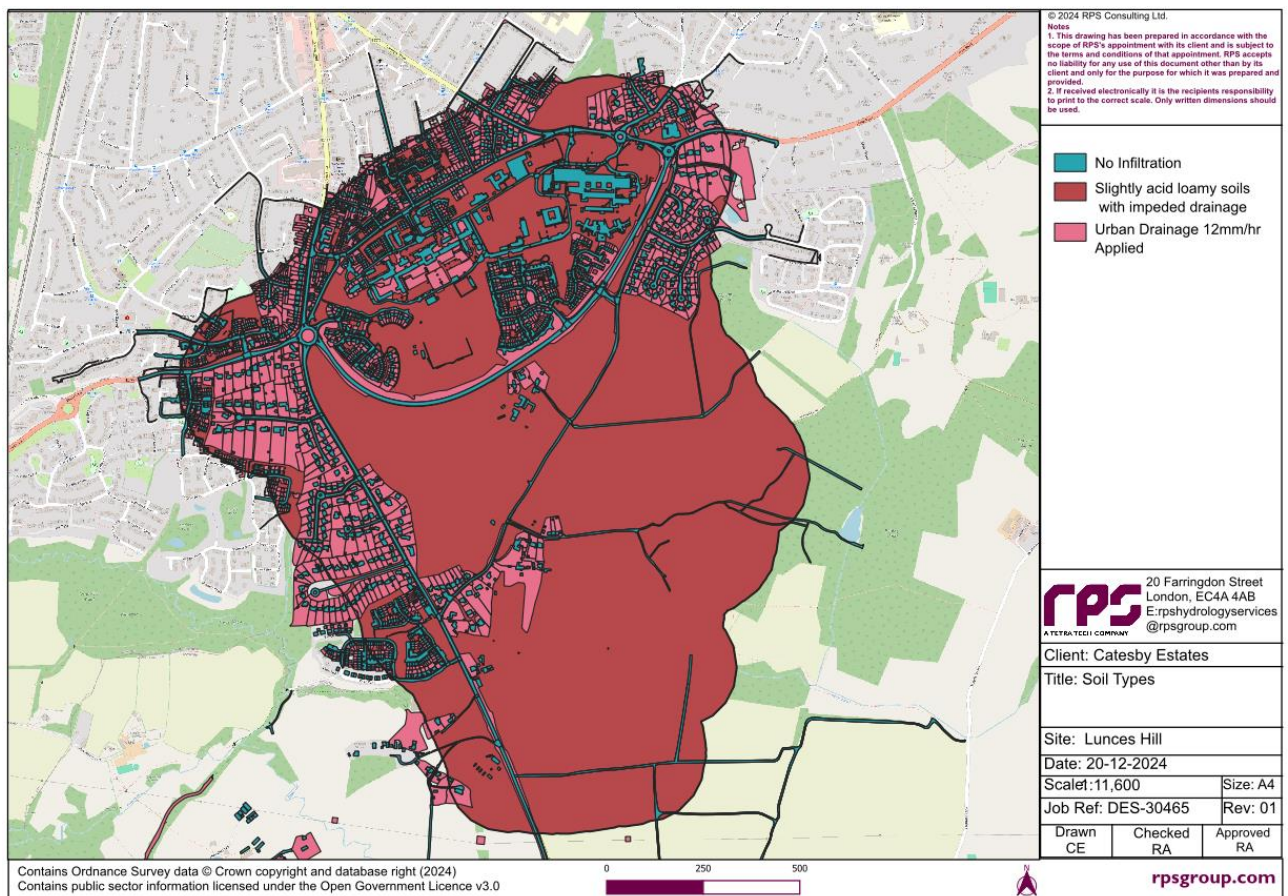 © 2024 RPS Consulting Ltd.
Notes
1. This drawing has been prepared in accordance with the
scope of RPS's appointment with its client and is subject to
the terms and conditions of that appointment. RPS accepts
no liability for any use of this document other than by its
client and only for the purpose for which it was prepared and
provided.
2. If received electronically it is the recipients responsibility
to print to the correct scale. Only written dimensions should
be used.
No Infiltration
Slightly acid loamy soils
with impeded drainage
Urban Drainage 12mm/hr
Applied
rps
A TETRA TECH COMPANY
20 Farringdon Street
London, EC4A 4AB
E:rpshydrologyservices
@rpsgroup.com
Client: Catesby Estates
Title: Soil Types
Site: Lunces Hill
Date: 20-12-2024
Scale1:11,600
Size: A4
Job Ref: DES-30465
Rev: 01
Drawn
CE
Checked
RA
Approved
RA
rpsgroup.com
Contains Ordnance Survey data © Crown copyright and database right (2024)
Contains public sector information licensed under the Open Government Licence v3.0
0 250 500
N